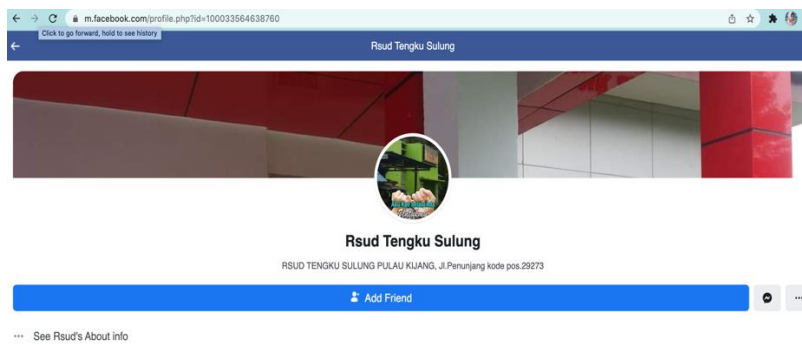 m.facebook.com/profile.php?id=100033564638760
Click to go forward, hold to see history
Rsud Tengku Sulung
Rsud Tengku Sulung
RSUD TENGKU SULUNG PULAU KIJANG, Jl.Penunjang kode pos.29273
Add Friend
See Rsud's About info